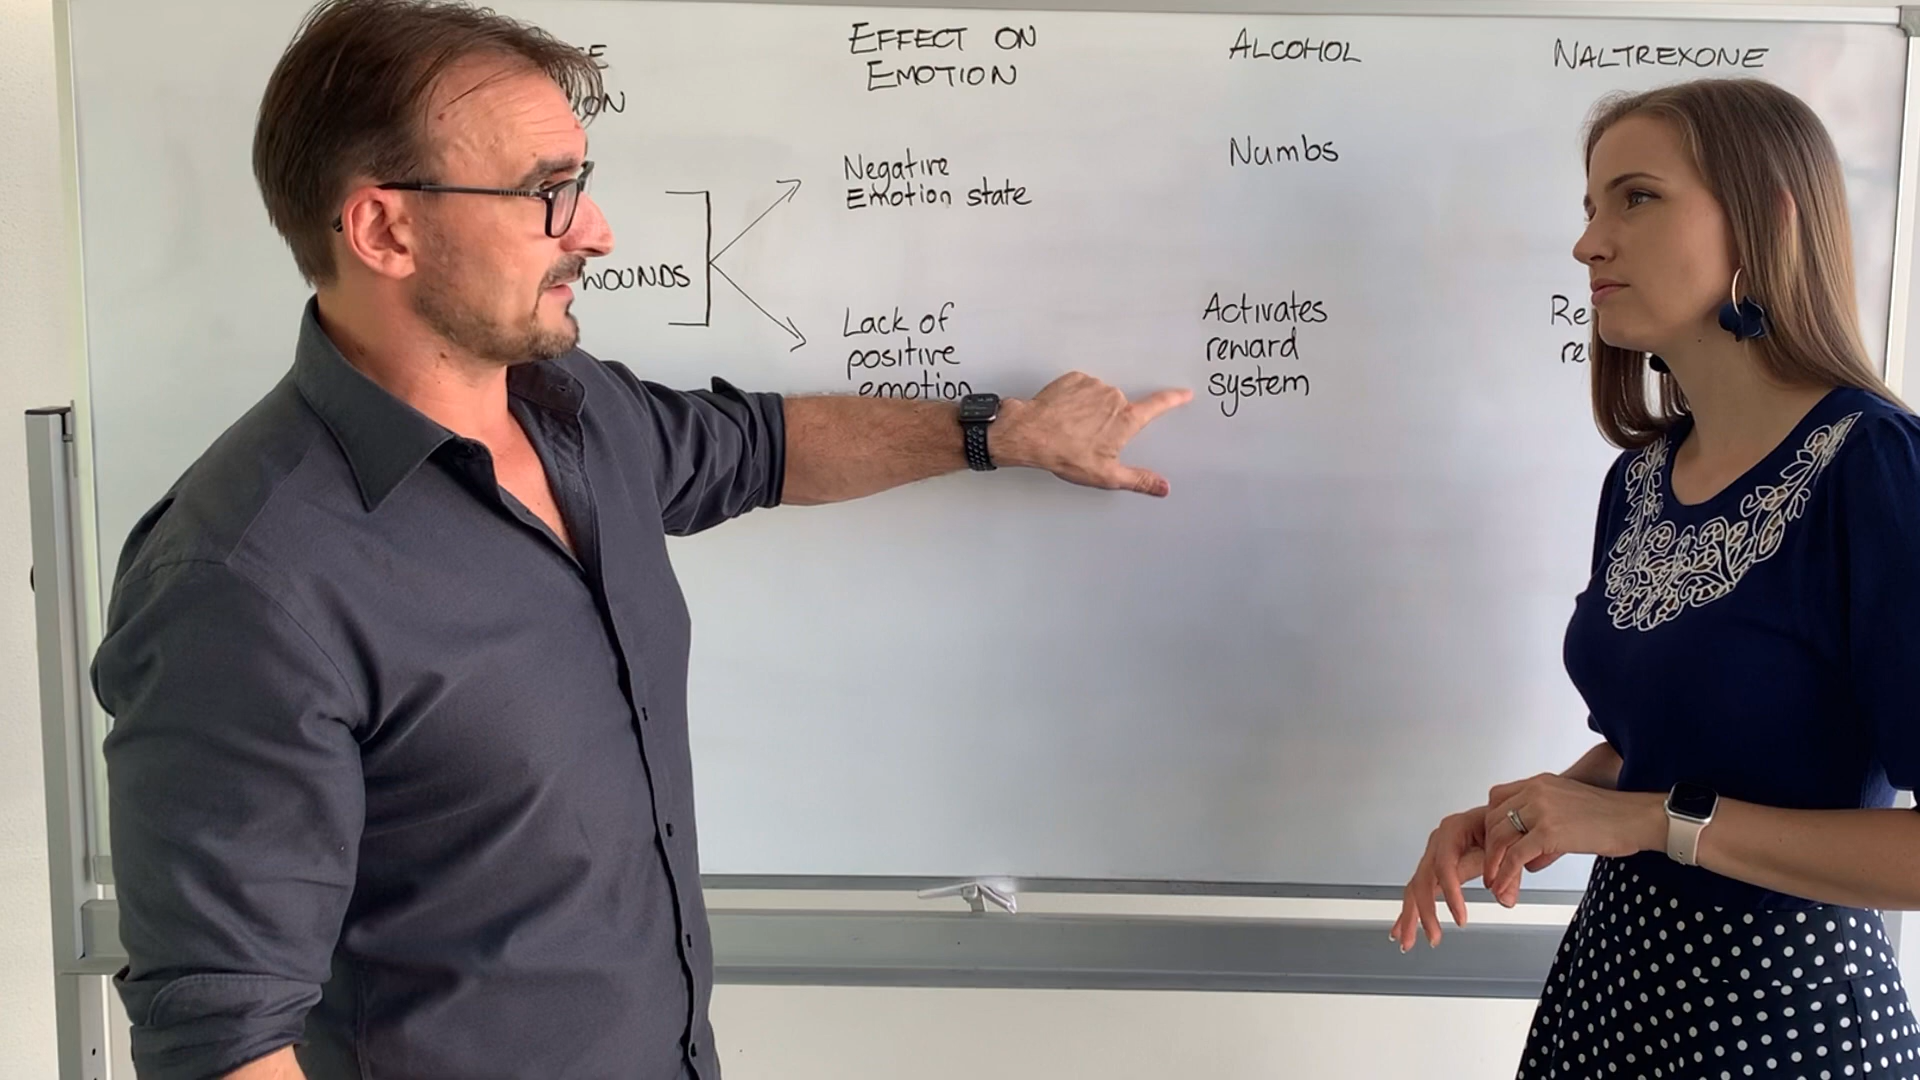 EFFECT ON
EMOTION
ALCOHOL
NALTREXONE
WOUNDS
Negative
Emotion state
Numbs
Lack of
positive
emotion
Activates
reward
system